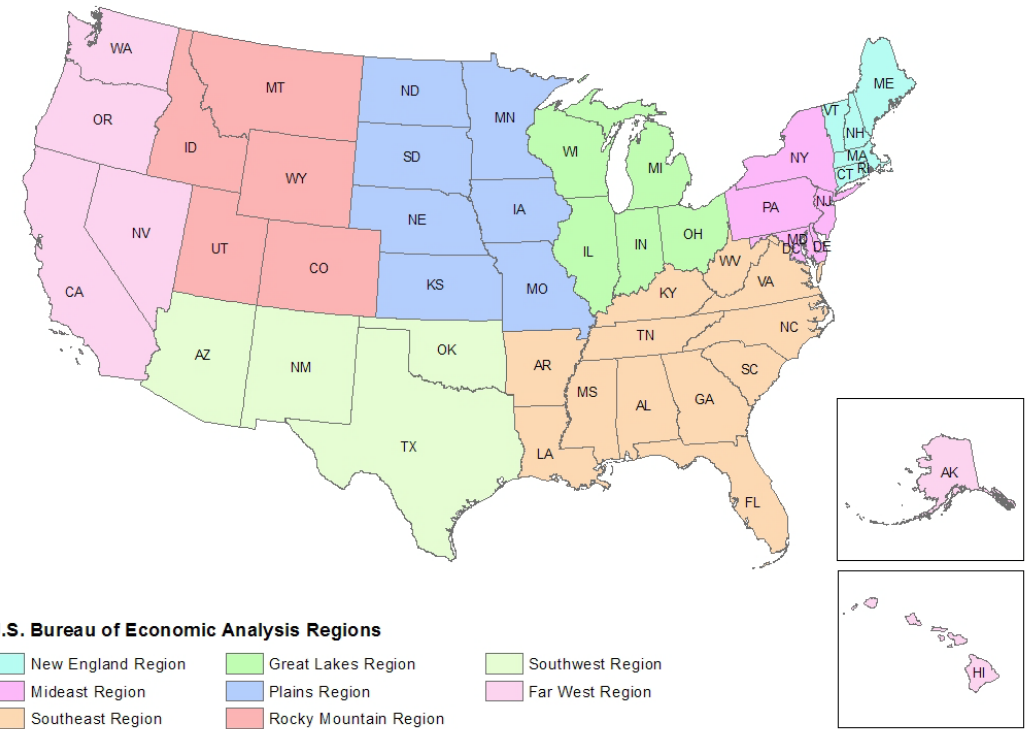 WA
MT
ND
MN
ME
VT
NH
OR
ID
SD
WI
MI
NY
MA
RI
CT
WY
NE
IA
PA
NJ
NV
UT
CO
KS
MO
IL
IN
OH
MD
DC
DE
WV
VA
CA
KY
AZ
NM
OK
AR
TN
NC
SC
MS
AL
GA
TX
LA
FL
AK
HI
.S. Bureau of Economic Analysis Regions
New England Region
Great Lakes Region
Southwest Region
Mideast Region
Plains Region
Far West Region
Southeast Region
Rocky Mountain Region